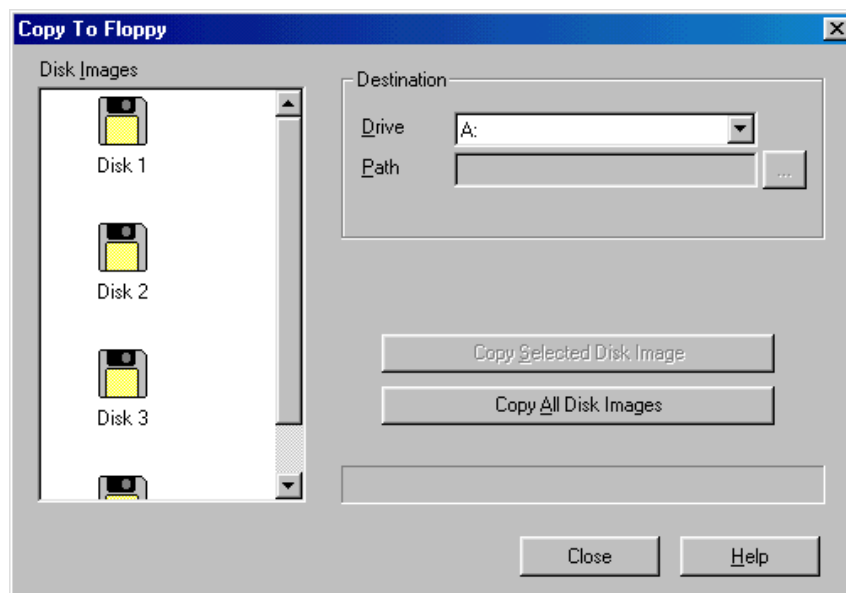 Copy To Floppy
Disk Images
Disk 1
Disk 2
Disk 3
Destination
Drive
A:
Path
...
Copy Selected Disk Image
Copy All Disk Images
Close
Help